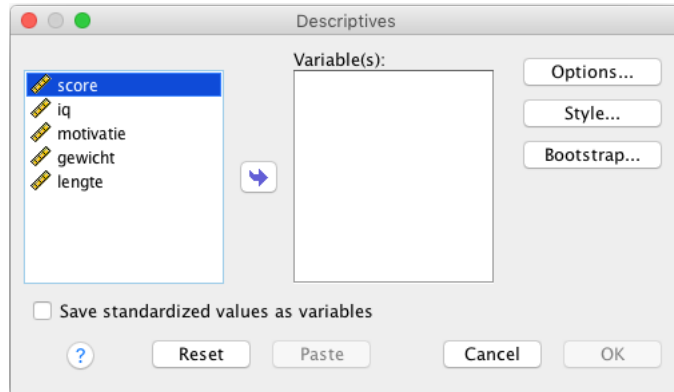 Descriptives
Variable(s):
score
iq
motivatie
gewicht
lengte
Options...
Style...
Bootstrap...
Save standardized values as variables
?
Reset
Paste
Cancel
OK